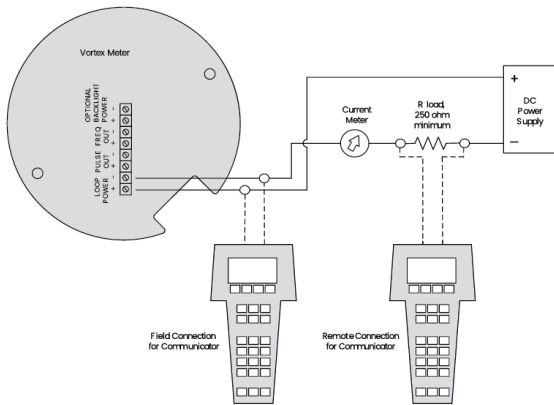 Vortex Meter
OPTIONAL
BACKLIGHT
POWER
-
+
FREQ
OUT
-
+
PULSE
OUT
-
+
LOOP
POWER
-
+
Current
Meter
R load,
250 ohm
minimum
+
DC
Power
Supply
–
Field Connection
for Communicator
Remote Connection
for Communicator